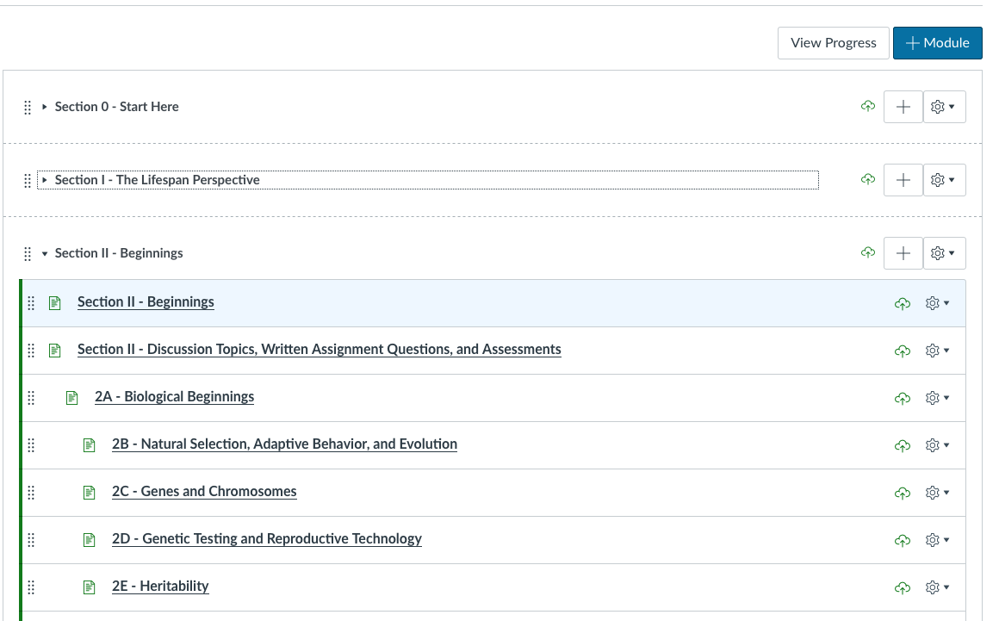 View Progress
Module
Section 0 - Start Here
Section I - The Lifespan Perspective
Section II - Beginnings
Section II - Beginnings
Section II - Discussion Topics, Written Assignment Questions, and Assessments
2A - Biological Beginnings
2B - Natural Selection, Adaptive Behavior, and Evolution
2C - Genes and Chromosomes
2D - Genetic Testing and Reproductive Technology
2E - Heritability